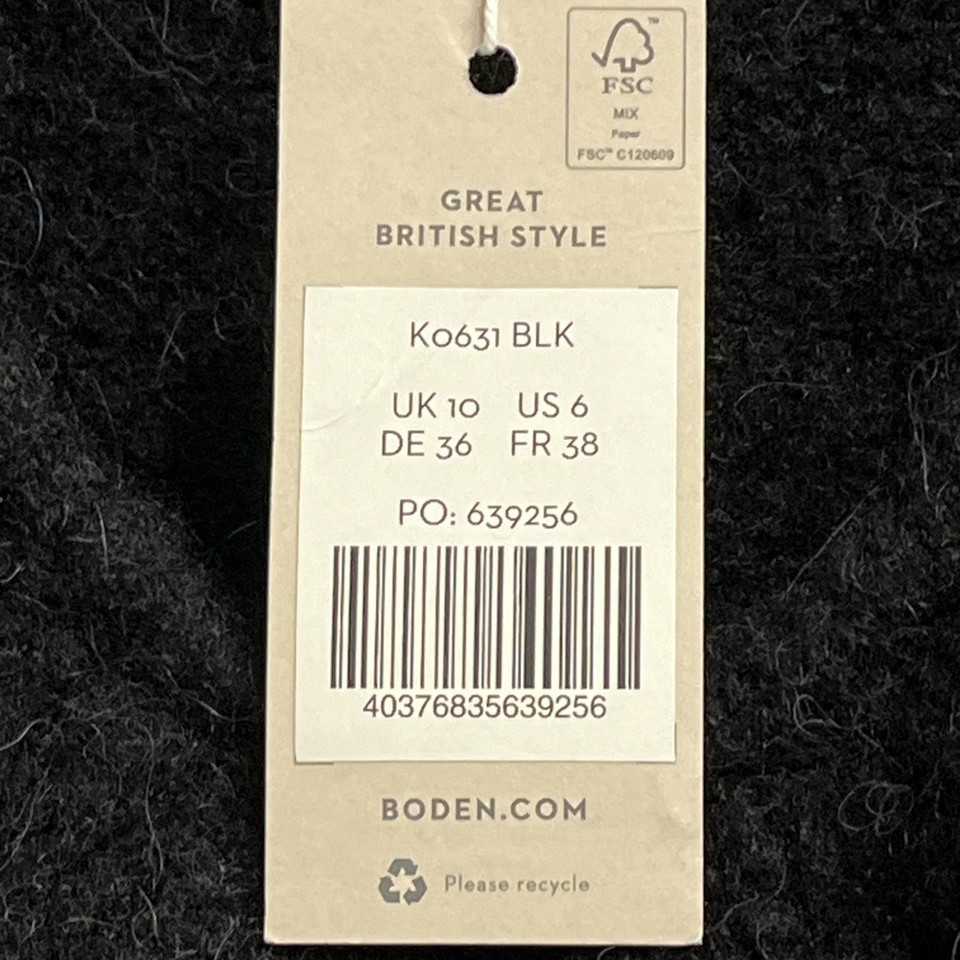 ™
FSC
MIX
Paper
FSC™ C120609
GREAT
BRITISH STYLE
K0631 BLK
UK 10 US 6
DE 36 FR 38
PO: 639256
40376835639256
BODEN.COM
Please recycle